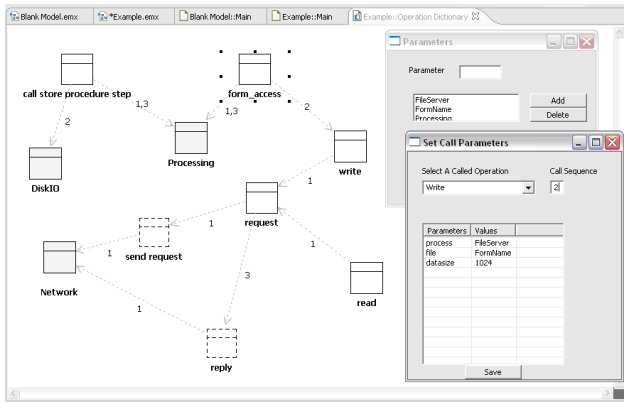 Blank Model.emx
*Example.emx
Blank Model::Main
Example::Main
Example::Operation Dictionary
Parameters
Parameter
FileServer
FormName
Processing
Add
Delete
Set Call Parameters
Select A Called Operation
Call Sequence
Write
2
Parameters Values
process FileServer
file FormName
datasize 1024
Save
call store procedure step
form_access
1,3
1,3
2
2
Processing
write
DiskIO
1
request
1
send request
1
1
3
Network
read
1
reply